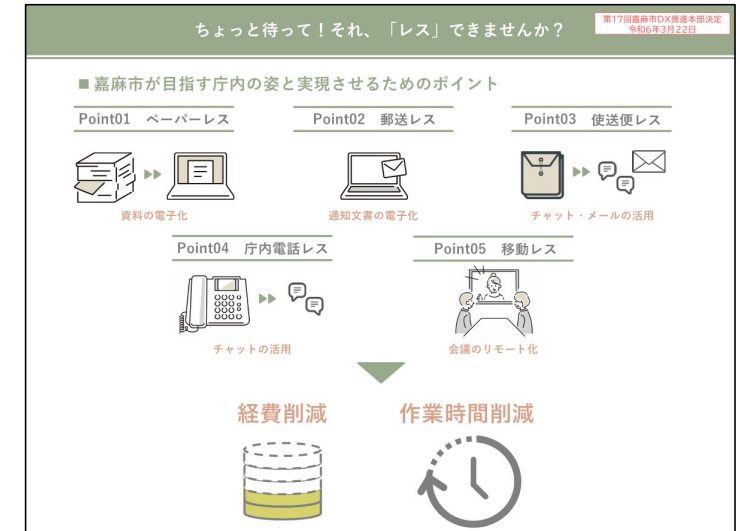 ちょっと待って！それ、「レス」できませんか？
第17回嘉麻市DX推進本部決定
令和6年3月22日
■嘉麻市が目指す庁内の姿と実現させるためのポイント
Point01 ペーパーレス
Point02 郵送レス
Point03 使送便レス
資料の電子化
通知文書の電子化
チャット・メールの活用
Point04 庁内電話レス
Point05 移動レス
チャットの活用
会議のリモート化
経費削減
作業時間削減